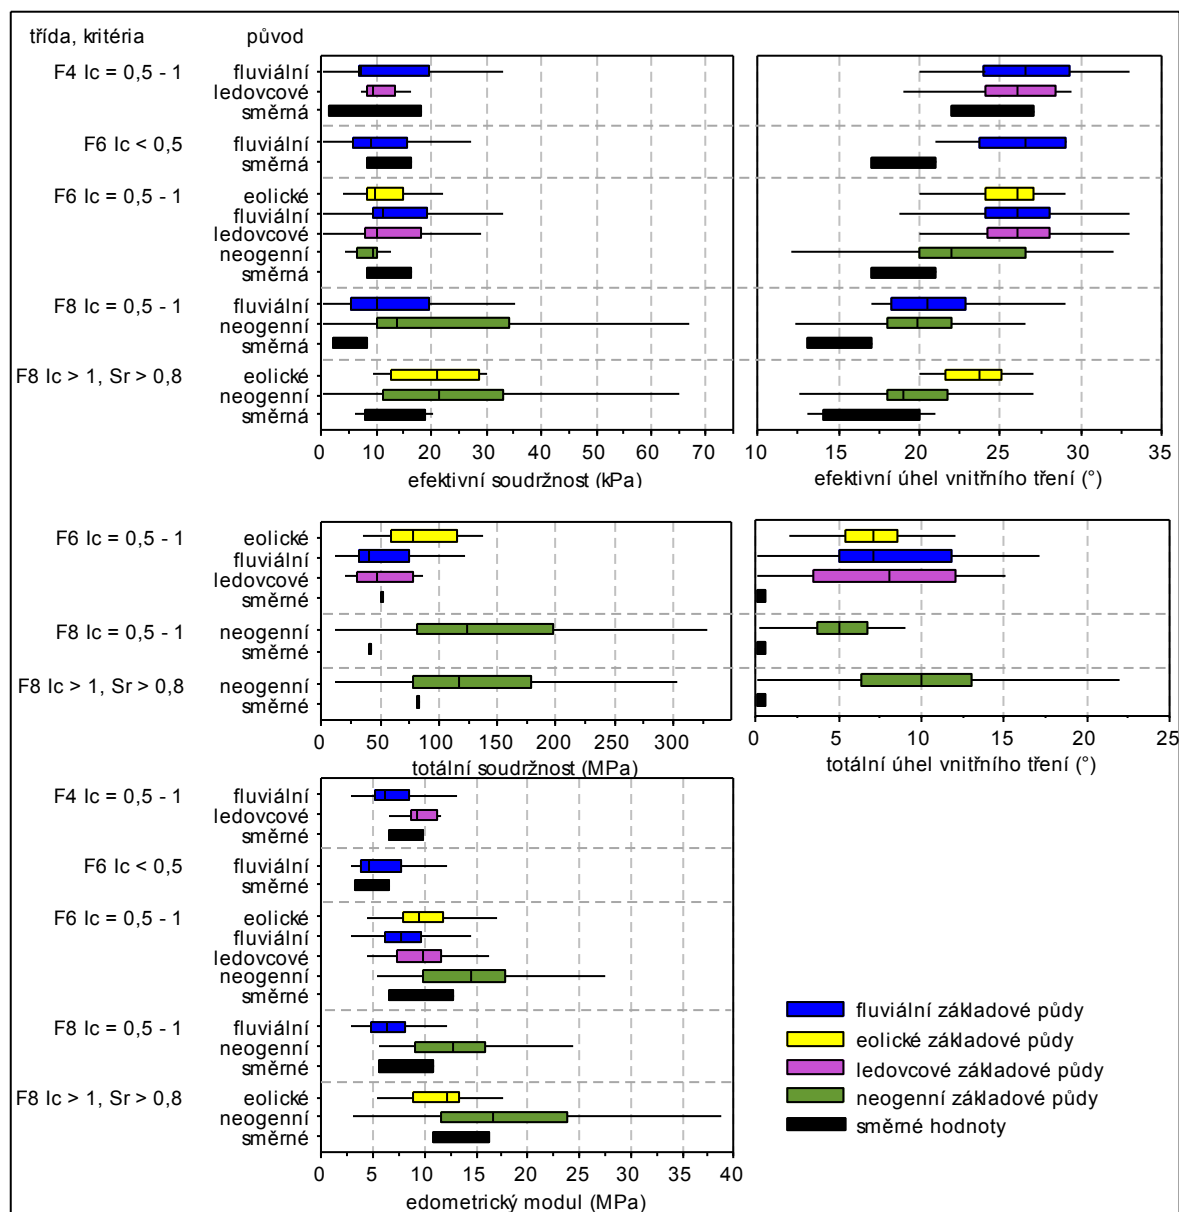 třída, kritéria původ
F4 Ic = 0,5 - 1 fluviální
ledovcové
směrná
F6 Ic < 0,5 fluviální
směrná
F6 Ic = 0,5 - 1 eolické
fluviální
ledovcové
neogenní
směrná
F8 Ic = 0,5 - 1 fluviální
neogenní
směrná
F8 Ic > 1, Sr > 0,8 eolické
neogenní
směrná
0 10 20 30 40 50 60 70
efektivní soudržnost (kPa)
10 15 20 25 30 35
efektivní úhel vnitřního tření (°)
F6 Ic = 0,5 - 1 eolické
fluviální
ledovcové
směrné
F8 Ic = 0,5 - 1 neogenní
směrné
F8 Ic > 1, Sr > 0,8 neogenní
směrné
0 50 100 150 200 250 300
totální soudržnost (MPa)
0 5 10 15 20 25
totální úhel vnitřního tření (°)
F4 Ic = 0,5 - 1 fluviální
ledovcové
směrné
F6 Ic < 0,5 fluviální
směrné
F6 Ic = 0,5 - 1 eolické
fluviální
ledovcové
neogenní
směrné
F8 Ic = 0,5 - 1 fluviální
neogenní
směrné
F8 Ic > 1, Sr > 0,8 eolické
neogenní
směrné
0 5 10 15 20 25 30 35 40
edometrický modul (MPa)
fluviální základové půdy
eolické základové půdy
ledovcové základové půdy
neogenní základové půdy
směrné hodnoty